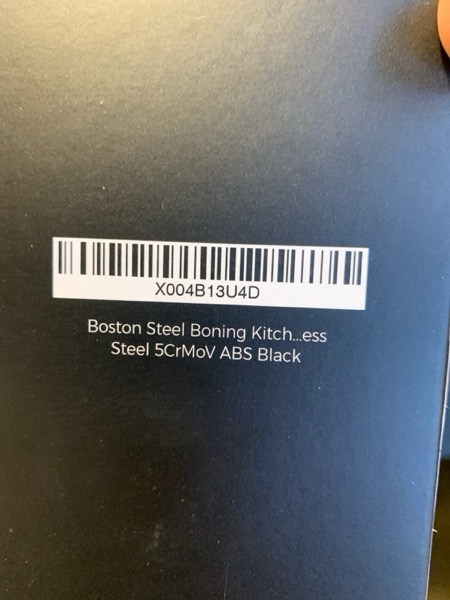 X004B13U4D
Boston Steel Boning Kitch...ess
Steel 5CrMoV ABS Black